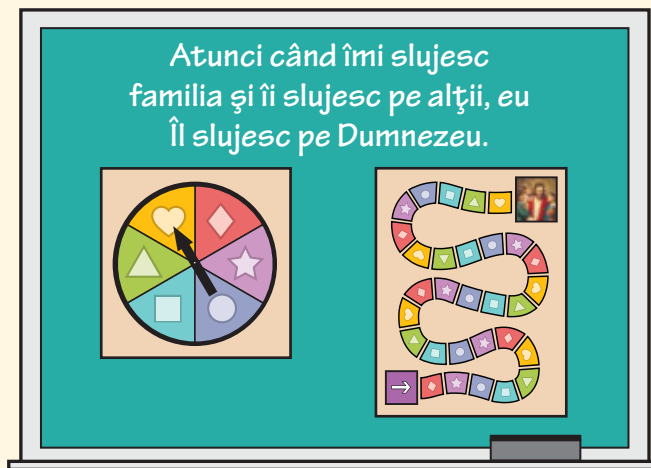 Atunci când îmi slujesc
familia şi îi slujesc pe alţii, eu
Îl slujesc pe Dumnezeu.